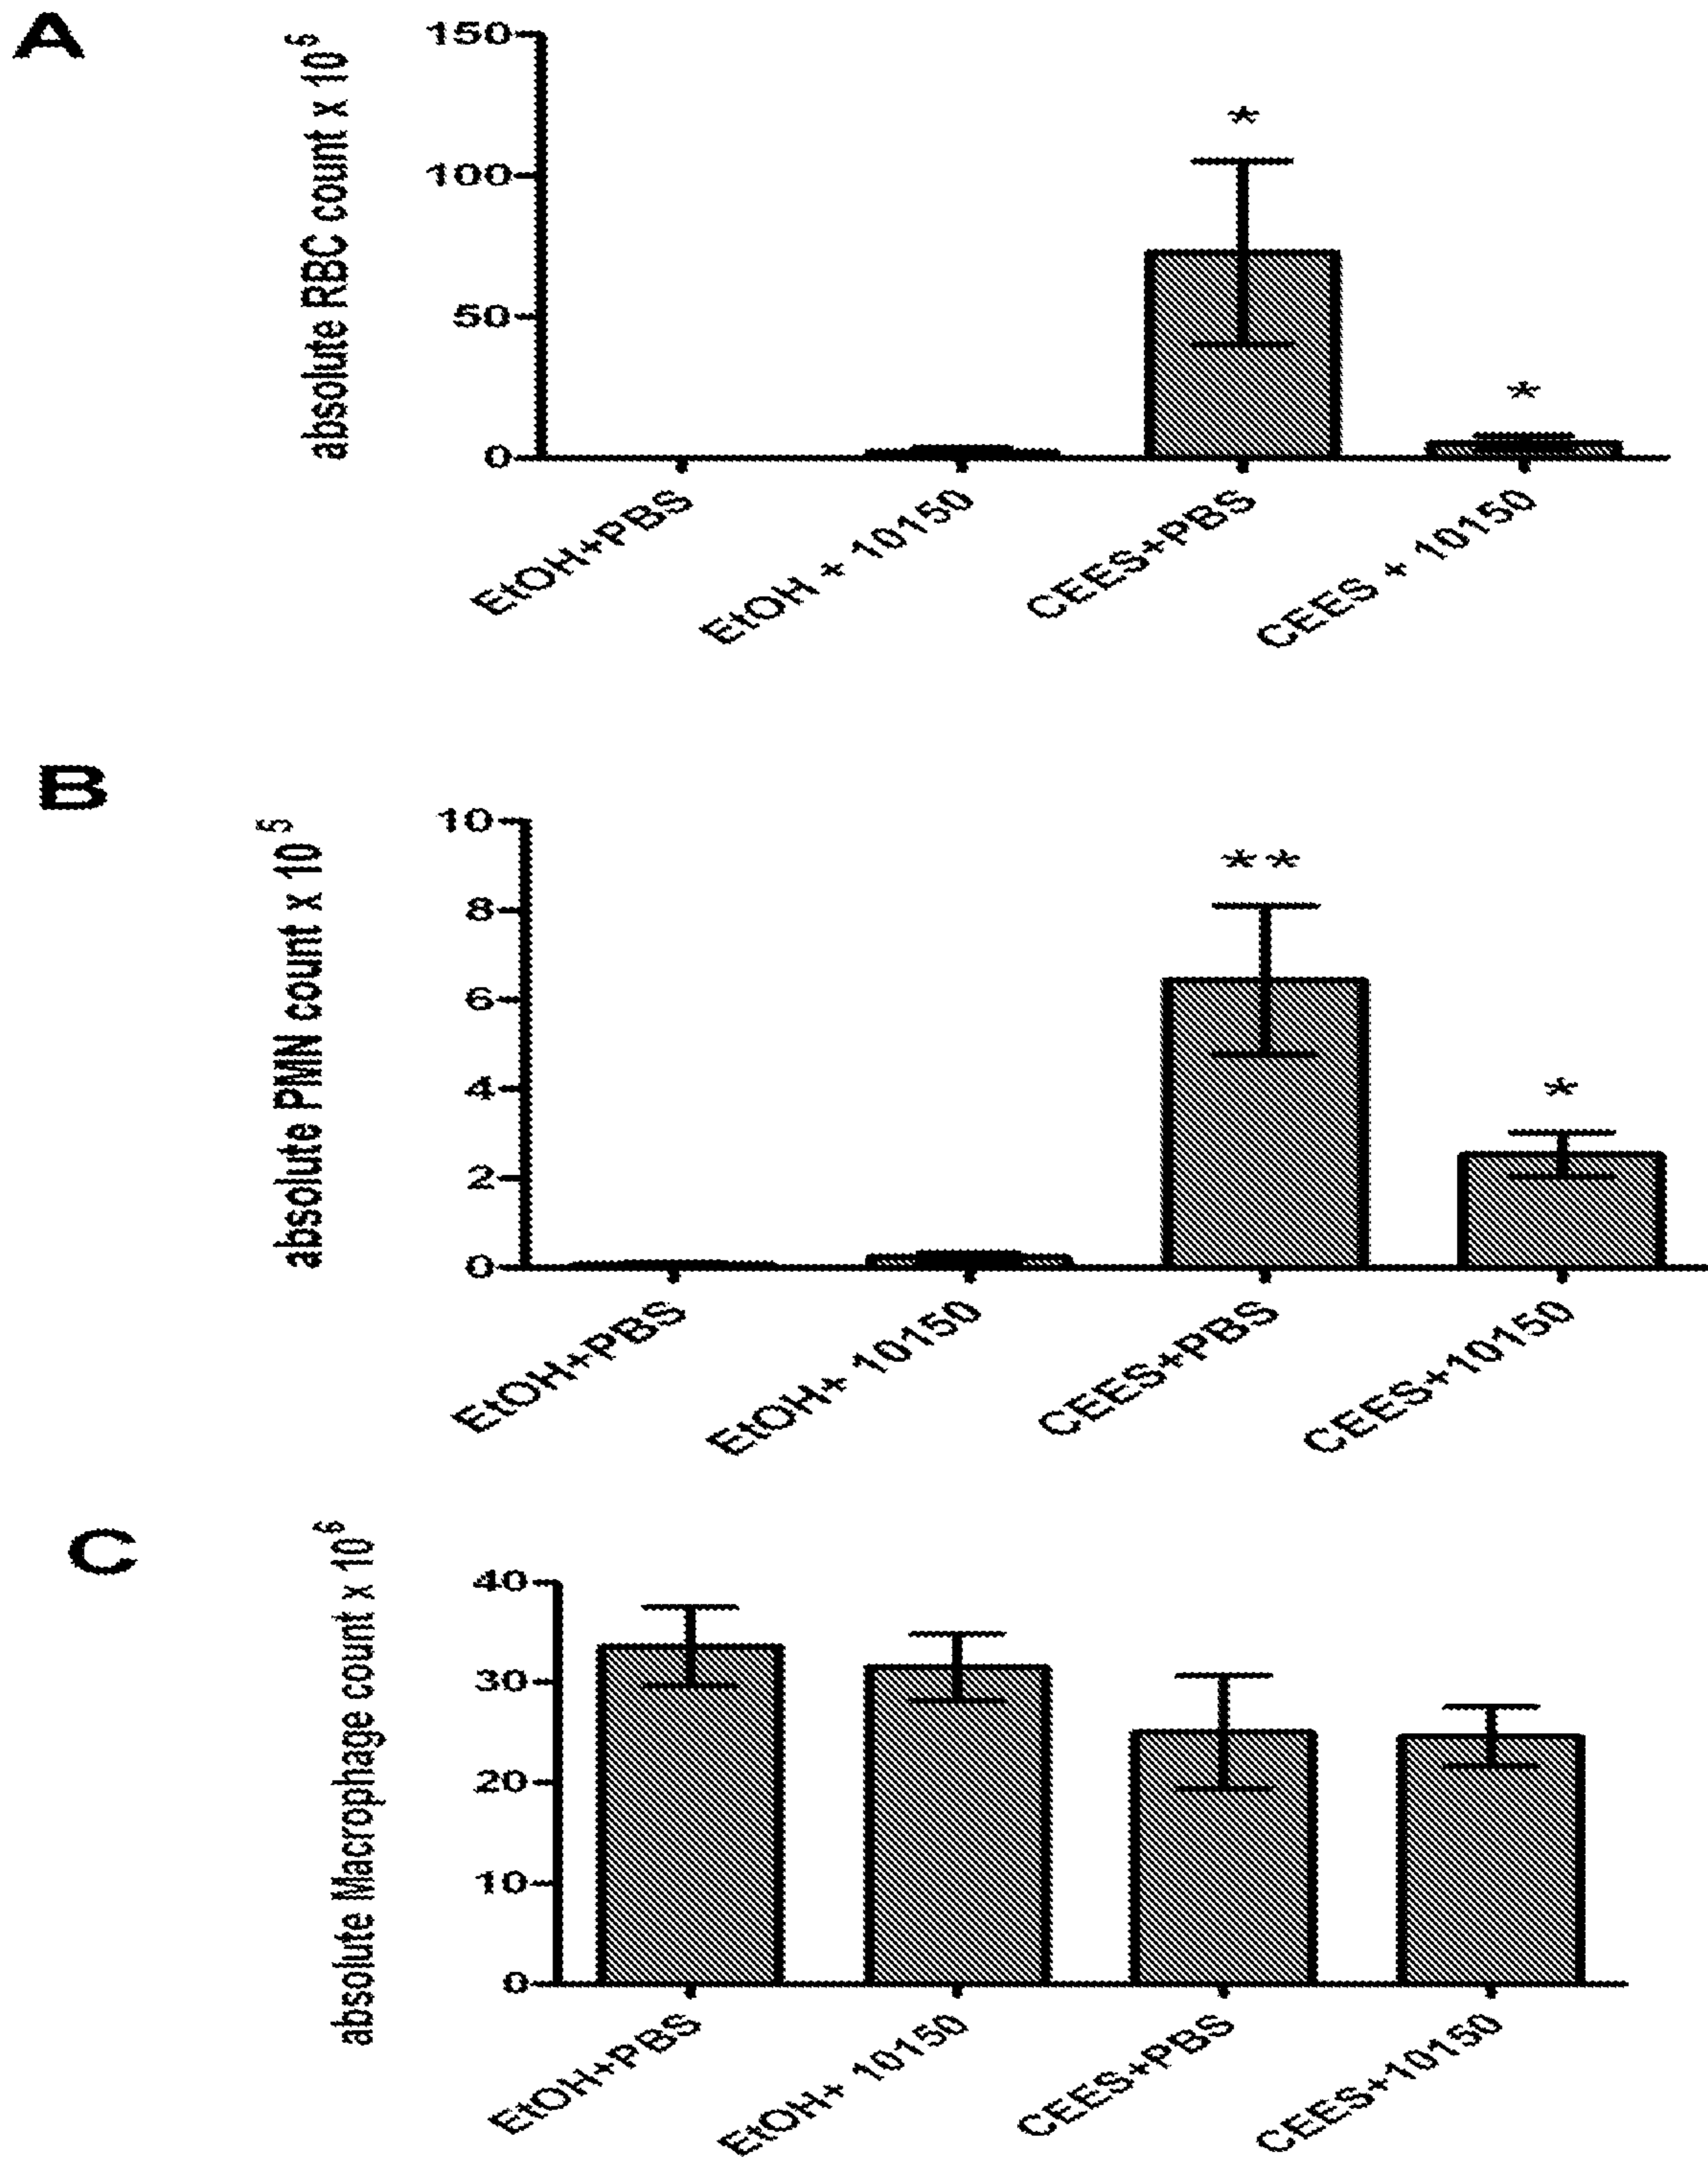 A
absolute RBC count x 10^5
150
100
50
0
*
*
EtOH+PBS
EtOH + 10150
CEES+PBS
CEES + 10150
B
absolute PMN count x 10^5
10
8
6
4
2
0
**
*
EtOH+PBS
EtOH+ 10150
CEES+PBS
CEES+10150
C
absolute Macrophage count x 10^6
40
30
20
10
0
EtOH+PBS
EtOH+ 10150
CEES+PBS
CEES+10150